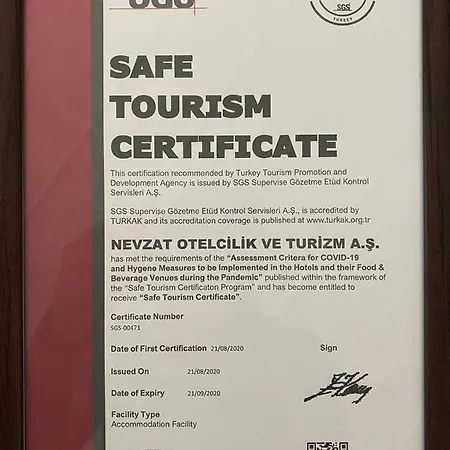 SGS
TURKEY
SAFE
TOURISM
CERTIFICATE
This certification recommended by Turkey Tourism Promotion and
Development Agency is issued by SGS Supervise Gözetme Etüd Kontrol
Servisleri A.Ş.
SGS Supervise Gözetme Etüd Kontrol Servisleri A.Ş., is accredited by
TURKAK and its accreditation coverage is published at www.turkak.org.tr
NEVZAT OTELCİLİK VE TURİZM A.Ş.
has met the requirements of the “Assessment Critera for COVID-19
and Hygene Measures to be Implemented in the Hotels and their Food &
Beverage Venues during the Pandemic” published within the framework of
the “Safe Tourism Certificaton Program” and has become entitled to
receive “Safe Tourism Certificate”.
Certificate Number
SGS-00471
Date of First Certification 21/08/2020 Sign
Issued On 21/08/2020
Date of Expiry 21/09/2020
Facility Type
Accommodation Facility